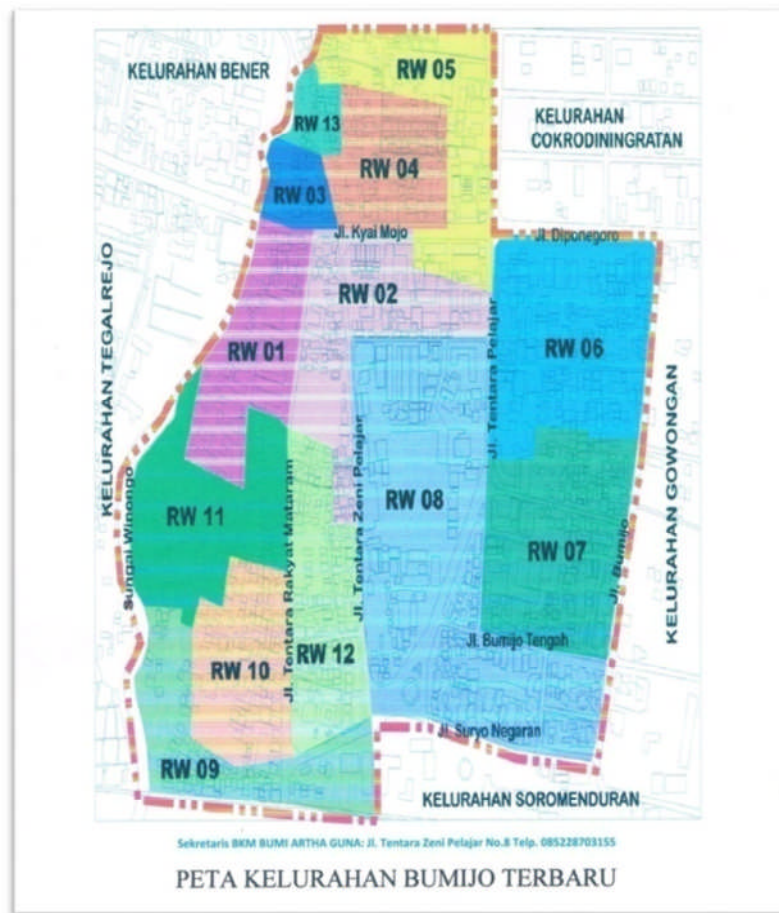 KELURAHAN BENER
RW 05
KELURAHAN
COKRODININGRATAN
RW 13
RW 04
RW 03
Jl. Kyai Mojo
Jl. Diponegoro
KELURAHAN TEGALREJO
RW 02
RW 01
Jl. Tentara Pelajar
RW 06
KELURAHAN GOWONGAN
Sungai Winongo
RW 11
Jl. Tentara Rakyat Mataram
Jl. Tentara Zeni Pelajar
RW 08
RW 07
Jl. Bumijo
Jl. Bumijo Tengah
RW 12
RW 10
RW 09
Jl. Suryo Negaran
KELURAHAN SOROMENDURAN
Sekretaris BKM BUMI ARTHA GUNA: Jl. Tentara Zeni Pelajar No.8 Telp. 085228703155
PETA KELURAHAN BUMIJO TERBARU